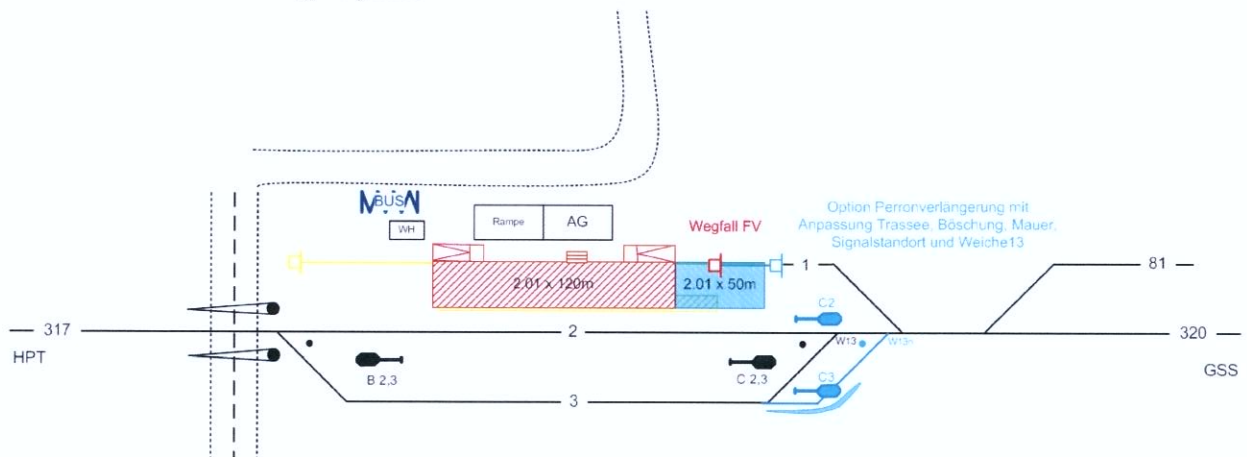 BUS
WH
Rampe
AG
Wegfall FV
Option Perronverlängerung mit
Anpassung Trassee, Böschung, Mauer,
Signalstandort und Weiche13
1
81
2.01 x 120m
2.01 x 50m
C2
317
2
320
HPT
W13
W13n
GSS
B 2,3
C 2,3
C3
3